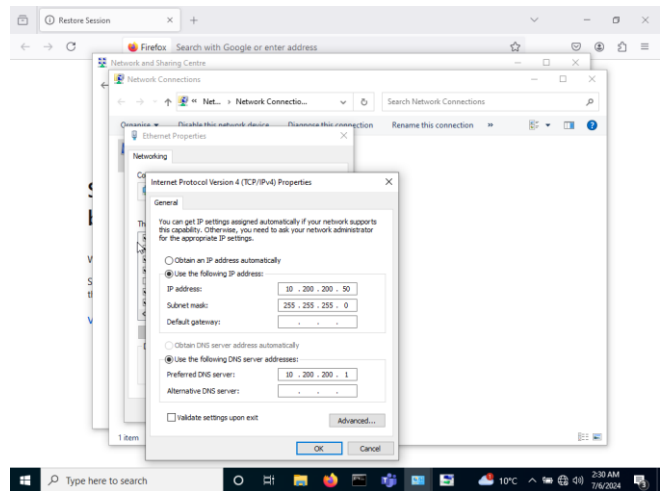 Restore Session
Firefox Search with Google or enter address
Network and Sharing Centre
Network Connections
« Net... › Network Connectio...
Search Network Connections
Organise
Disable this network device
Diagnose this connection
Rename this connection
»
Ethernet Properties
Networking
Internet Protocol Version 4 (TCP/IPv4) Properties
General
You can get IP settings assigned automatically if your network supports
this capability. Otherwise, you need to ask your network administrator
for the appropriate IP settings.
Obtain an IP address automatically
Use the following IP address:
IP address: 10 . 200 . 200 . 50
Subnet mask: 255 . 255 . 255 . 0
Default gateway: . . .
Obtain DNS server address automatically
Use the following DNS server addresses:
Preferred DNS server: 10 . 200 . 200 . 1
Alternative DNS server: . . .
Validate settings upon exit
Advanced...
OK
Cancel
1 item
Type here to search
10°C
2:30 AM
7/6/2024